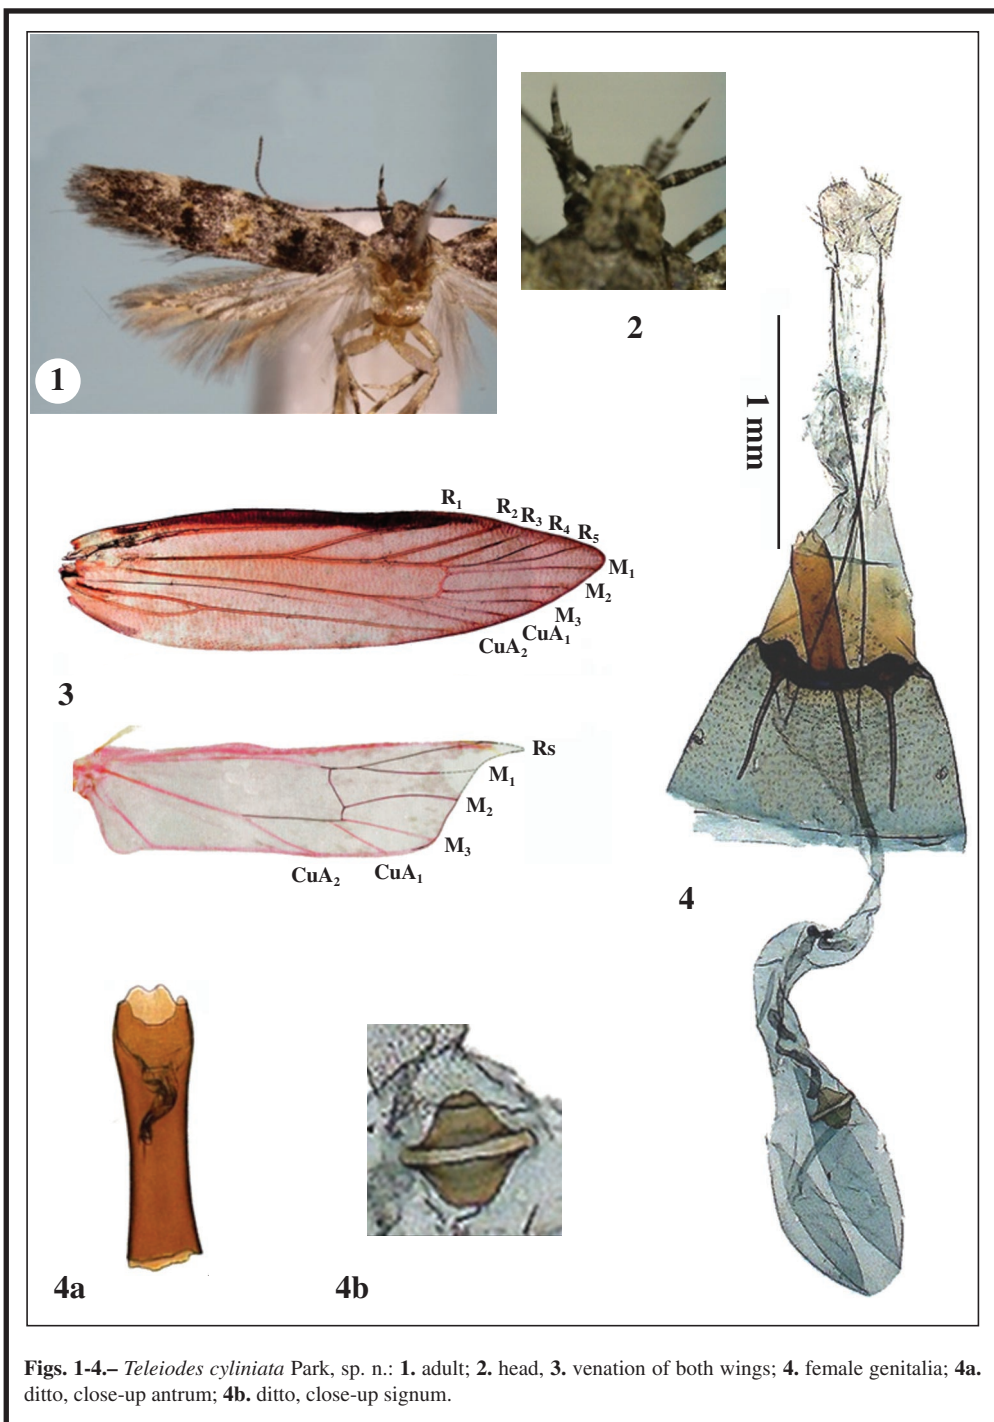 1
2
1 mm
R₁
R₂
R₃
R₄
R₅
M₁
M₂
M₃
CuA₁
CuA₂
3
Rs
M₁
M₂
M₃
CuA₁
CuA₂
4
4a
4b
Figs. 1-4.– Teleiodes cyliniata Park, sp. n.: 1. adult; 2. head, 3. venation of both wings; 4. female genitalia; 4a.
ditto, close-up antrum; 4b. ditto, close-up signum.